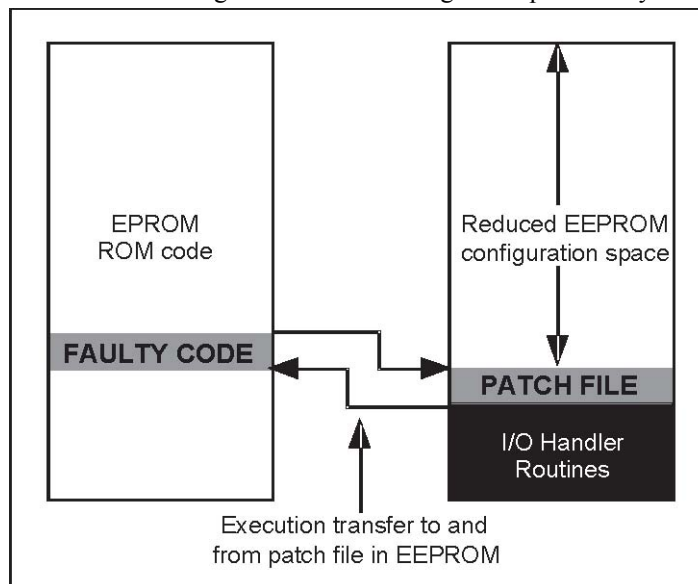 EPROM
ROM code
FAULTY CODE
Reduced EEPROM
configuration space
PATCH FILE
I/O Handler
Routines
Execution transfer to and
from patch file in EEPROM